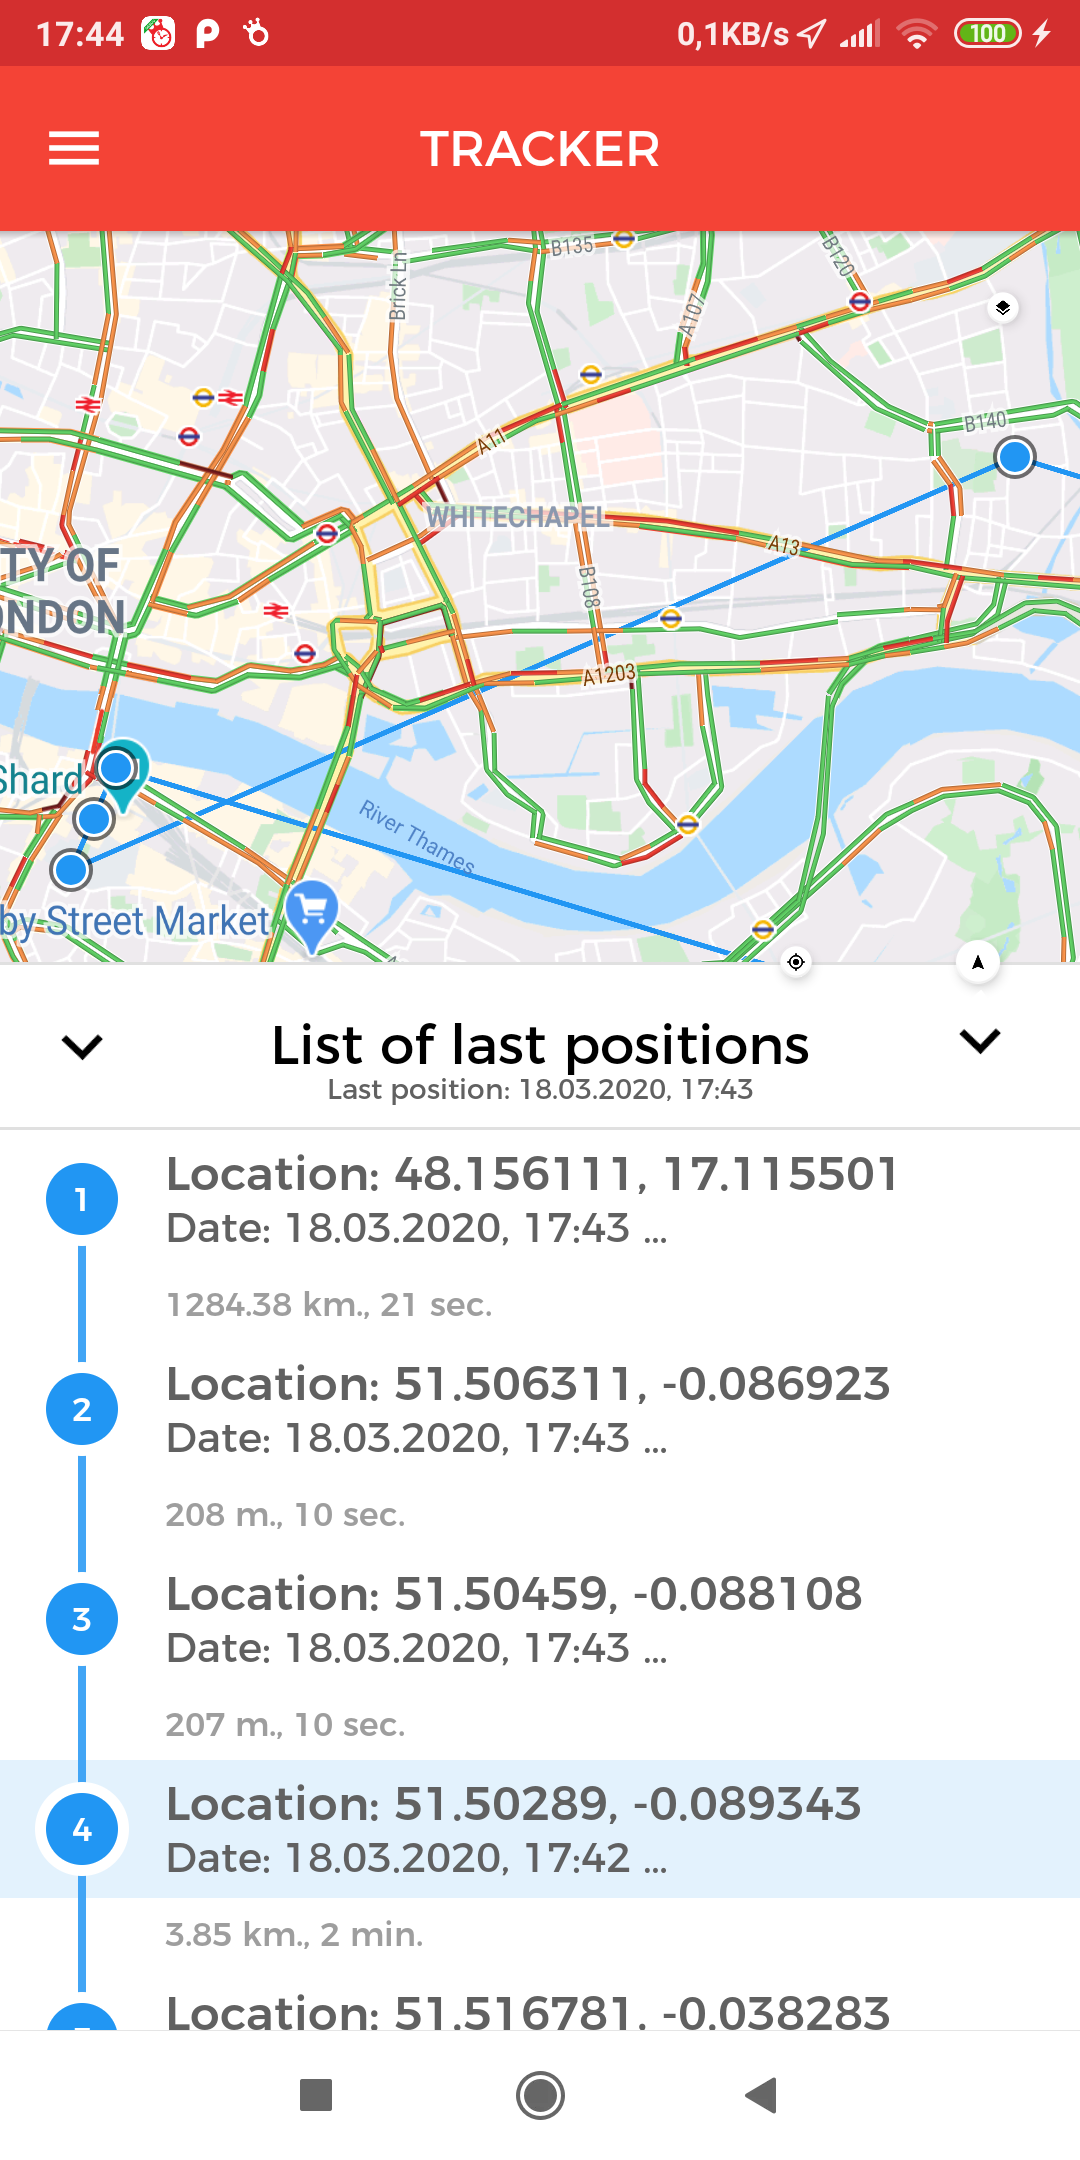 17:44
0,1KB/s
100
TRACKER
B135
B120
Brick Ln
A107
B140
A11
WHITECHAPEL
A13
TY OF
ONDON
B108
A1203
Shard
River Thames
by Street Market
List of last positions
Last position: 18.03.2020, 17:43
1
Location: 48.156111, 17.115501
Date: 18.03.2020, 17:43 ...
1284.38 km., 21 sec.
2
Location: 51.506311, -0.086923
Date: 18.03.2020, 17:43 ...
208 m., 10 sec.
3
Location: 51.50459, -0.088108
Date: 18.03.2020, 17:43 ...
207 m., 10 sec.
4
Location: 51.50289, -0.089343
Date: 18.03.2020, 17:42 ...
3.85 km., 2 min.
Location: 51.516781, -0.038283